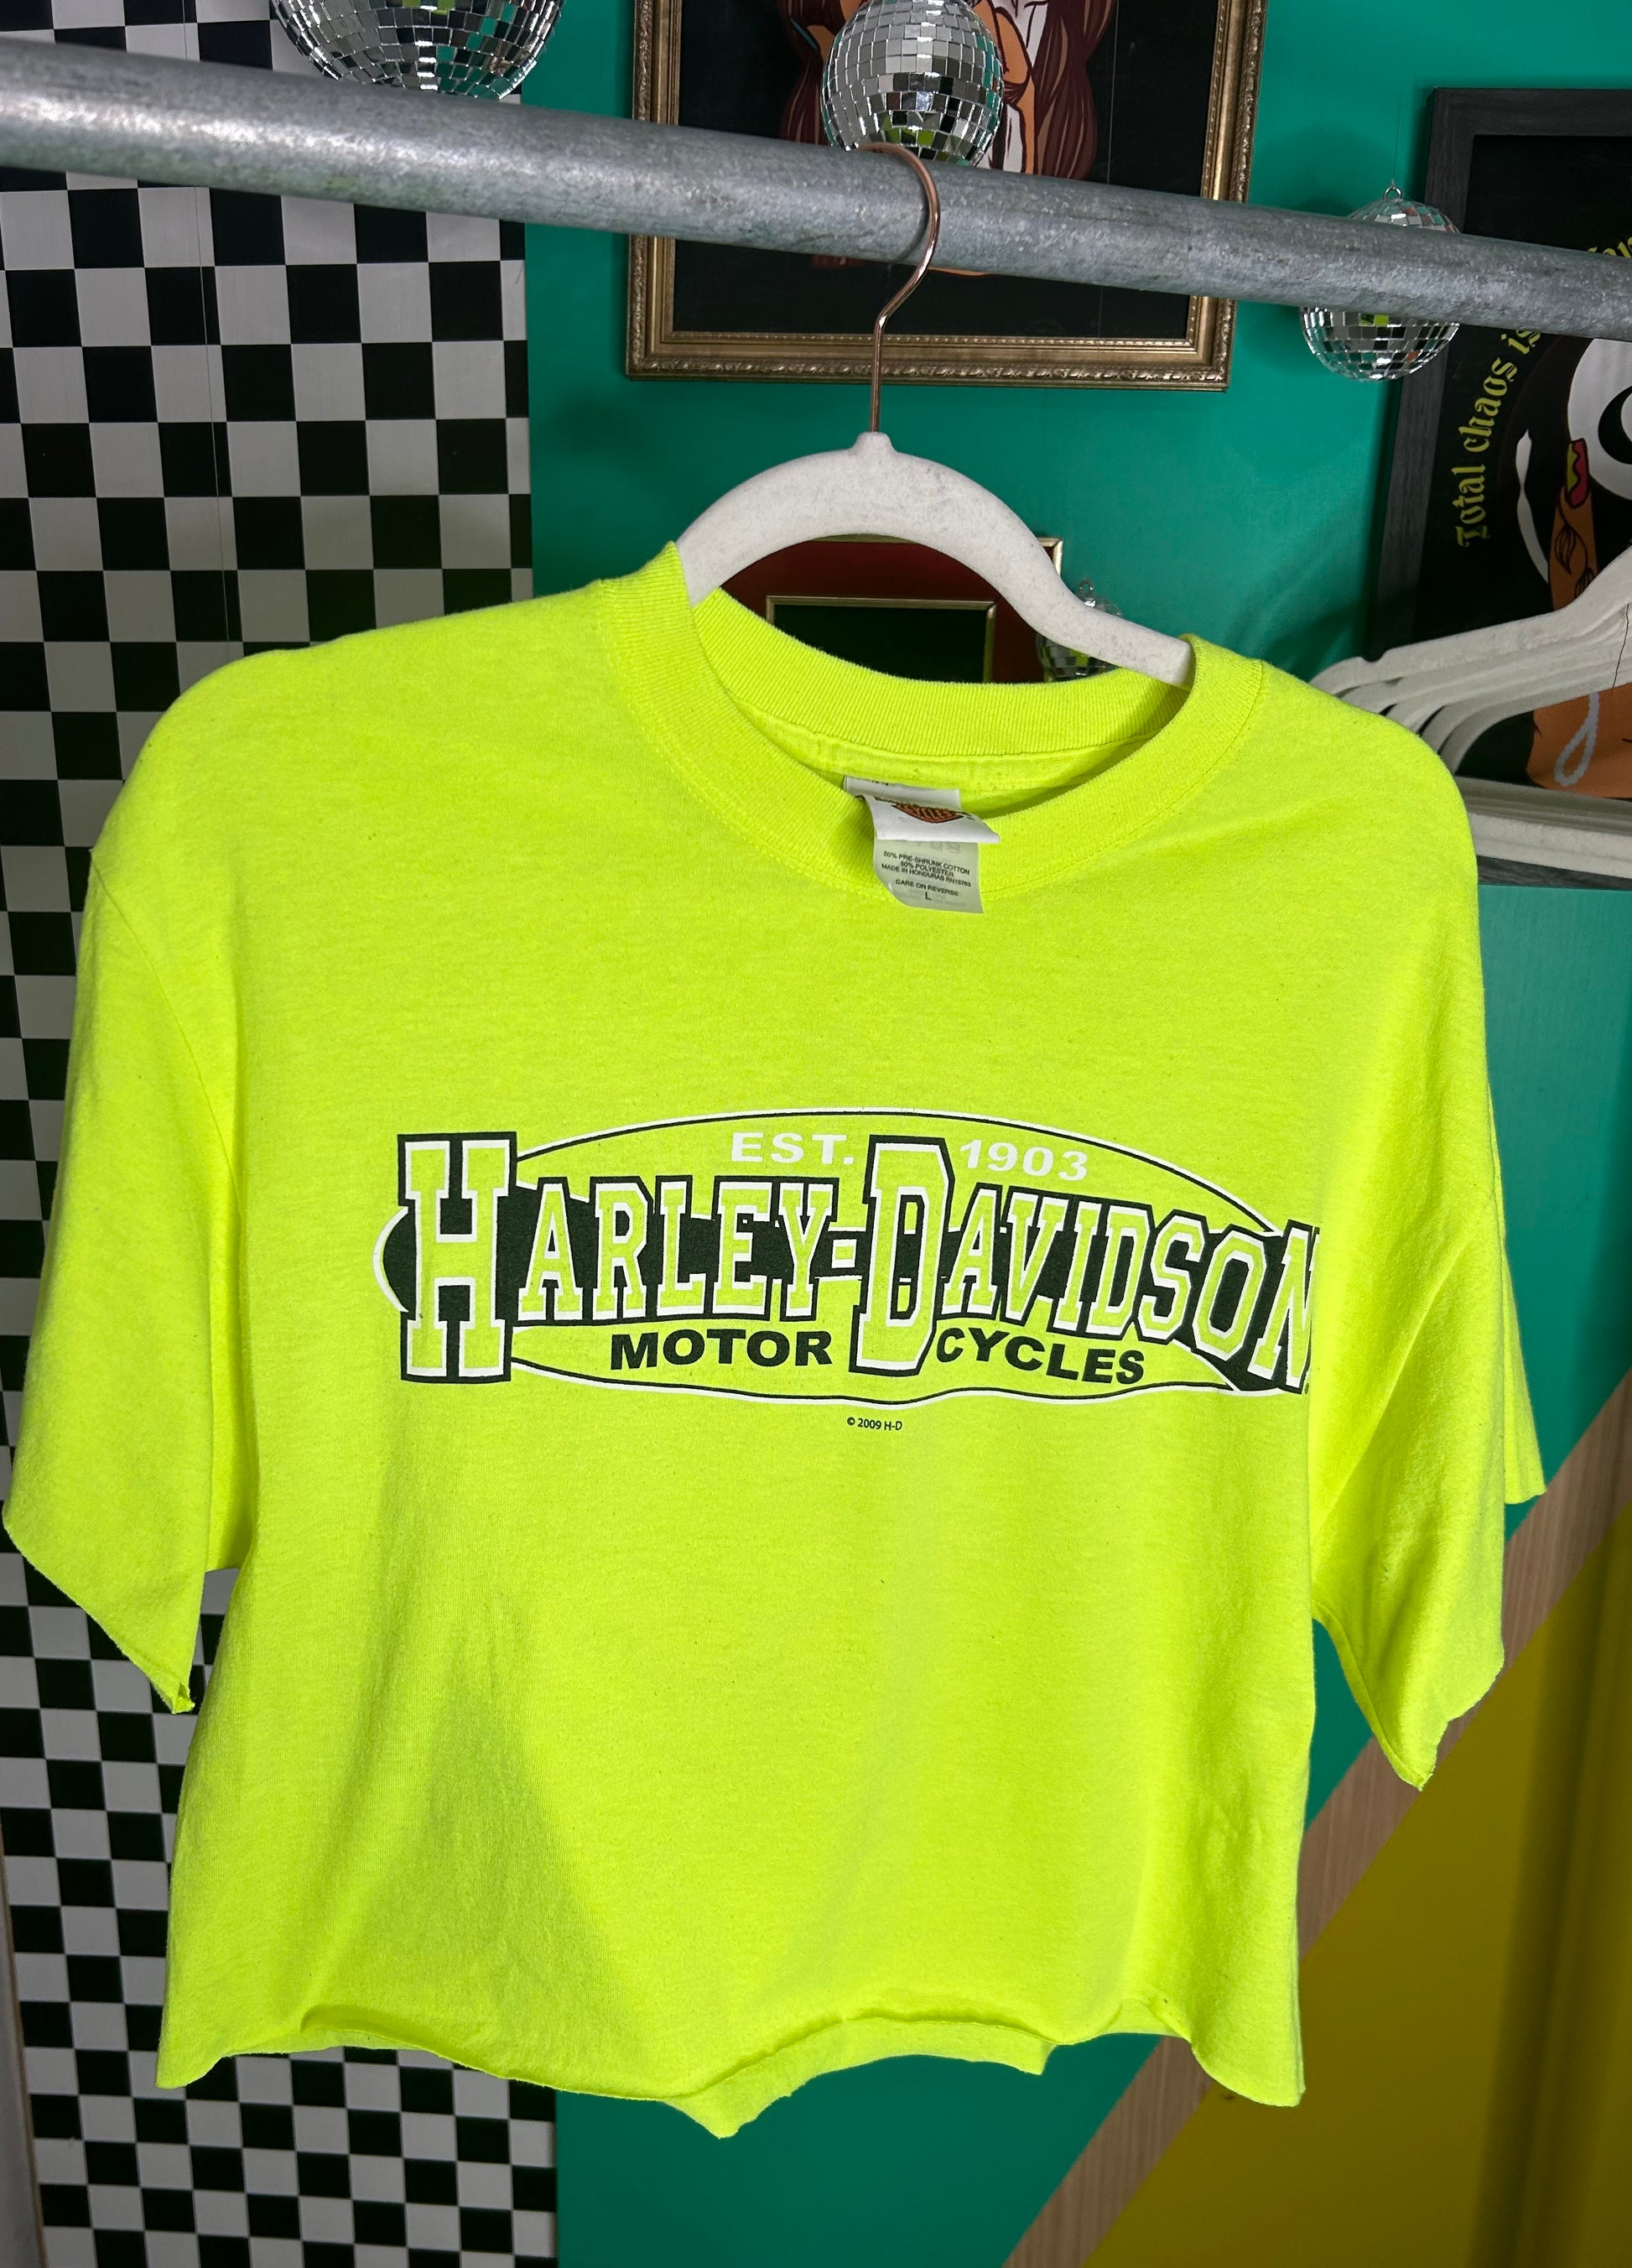 Total chaos is
50% PRE-SHRUNK COTTON
50% POLYESTER
MADE IN HONDURAS RN15763
CARE ON REVERSE
L
EST. 1903
HARLEY-DAVIDSON
MOTOR CYCLES
© 2009 H-D